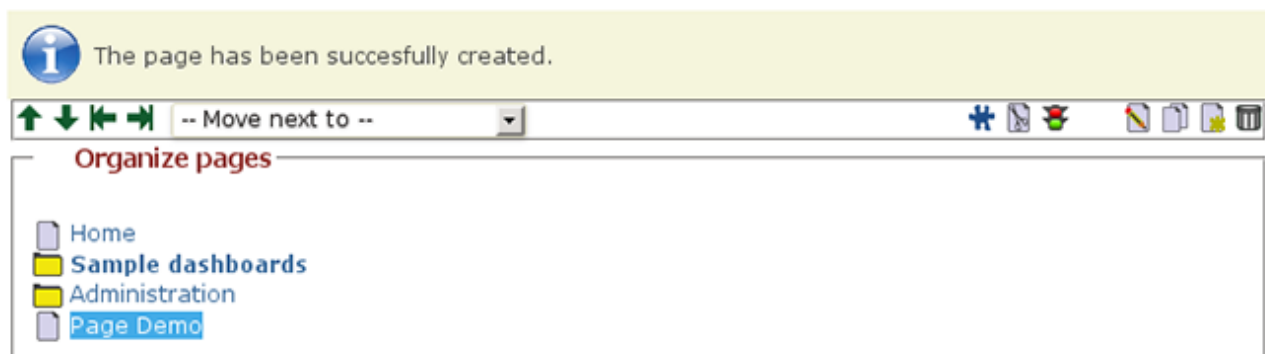 The page has been succesfully created.
-- Move next to --
Organize pages
Home
Sample dashboards
Administration
Page Demo